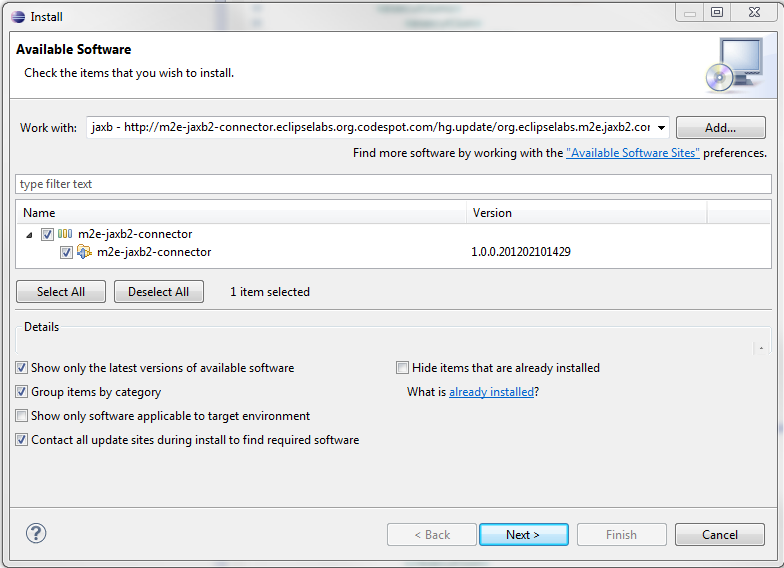 Install
Available Software
Check the items that you wish to install.
Work with: jaxb - http://m2e-jaxb2-connector.eclipselabs.org.codespot.com/hg.update/org.eclipselabs.m2e.jaxb2.cor Add...
Find more software by working with the "Available Software Sites" preferences.
type filter text
Name Version
m2e-jaxb2-connector
m2e-jaxb2-connector 1.0.0.201202101429
Select All Deselect All 1 item selected
Details
Show only the latest versions of available software Hide items that are already installed
Group items by category What is already installed?
Show only software applicable to target environment
Contact all update sites during install to find required software
? < Back Next > Finish Cancel